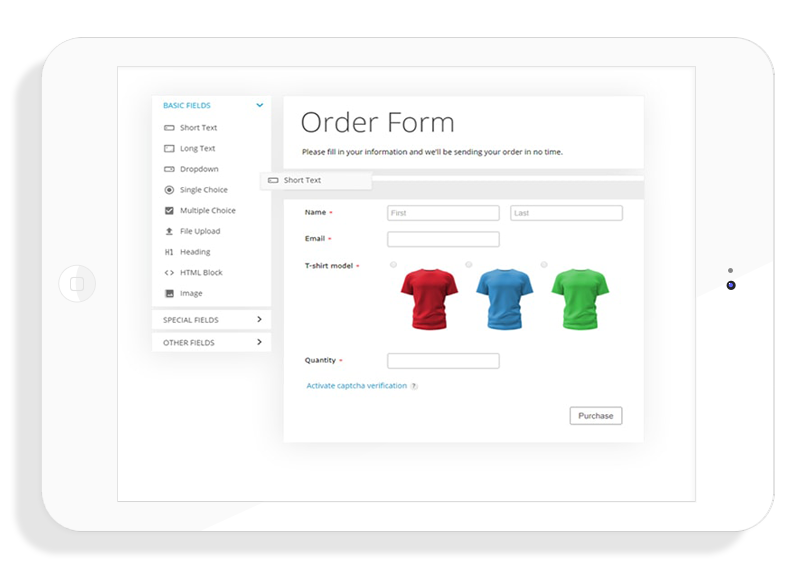 BASIC FIELDS
Short Text
Long Text
Dropdown
Single Choice
Multiple Choice
File Upload
H1 Heading
<> HTML Block
Image
SPECIAL FIELDS
OTHER FIELDS
Order Form
Please fill in your information and we'll be sending your order in no time.
Short Text
Name * First Last
Email *
T-shirt model *
Quantity *
Activate captcha verification ?
Purchase